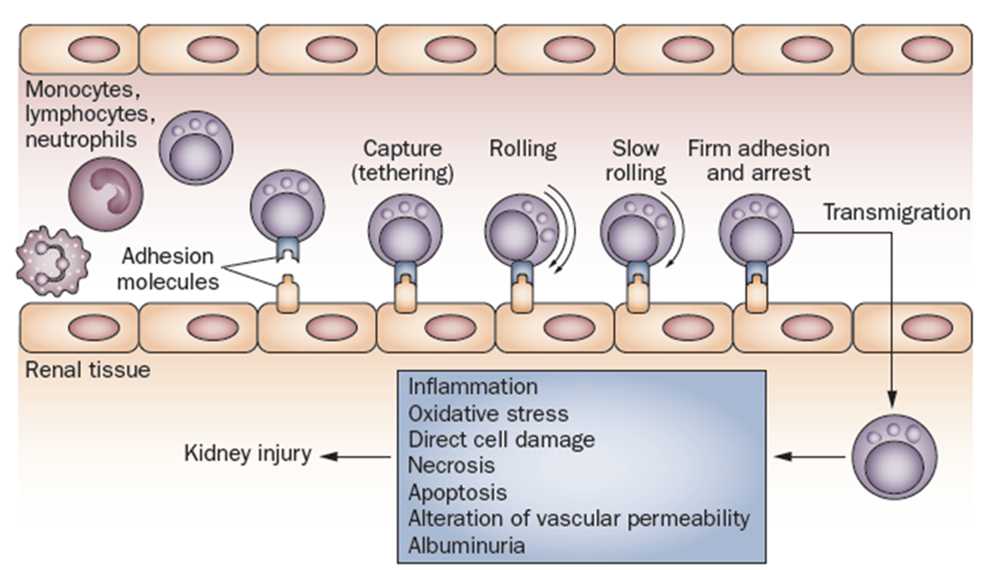 Monocytes,
lymphocytes,
neutrophils
Adhesion
molecules
Capture
(tethering)
Rolling
Slow
rolling
Firm adhesion
and arrest
Transmigration
Renal tissue
Inflammation
Oxidative stress
Direct cell damage
Necrosis
Apoptosis
Alteration of vascular permeability
Albuminuria
Kidney injury